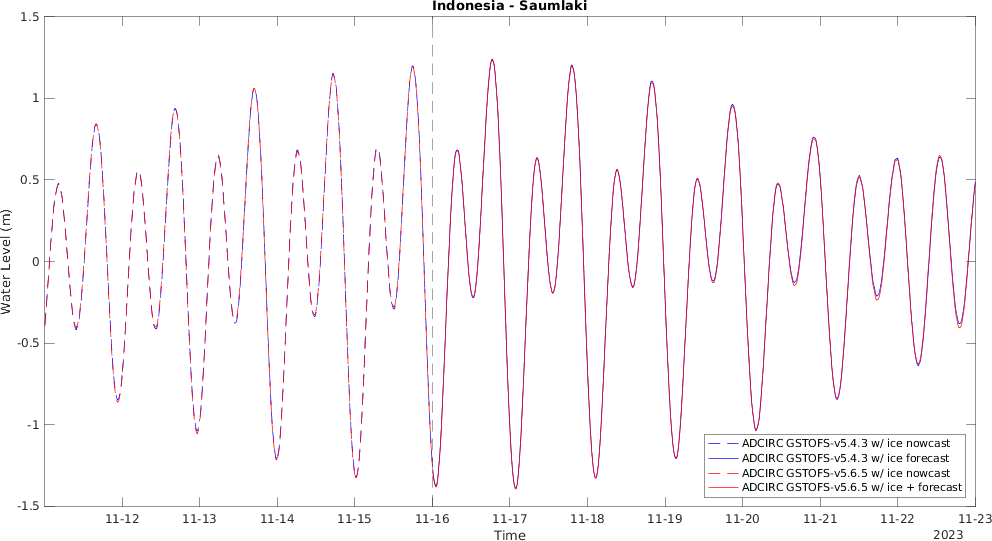 Indonesia - Saumlaki
1.5
1
0.5
0
-0.5
-1
-1.5
Water Level (m)
11-12 11-13 11-14 11-15 11-16 11-17 11-18 11-19 11-20 11-21 11-22 11-23
Time
2023
ADCIRC GSTOFS-v5.4.3 w/ ice nowcast
ADCIRC GSTOFS-v5.4.3 w/ ice forecast
ADCIRC GSTOFS-v5.6.5 w/ ice nowcast
ADCIRC GSTOFS-v5.6.5 w/ ice + forecast